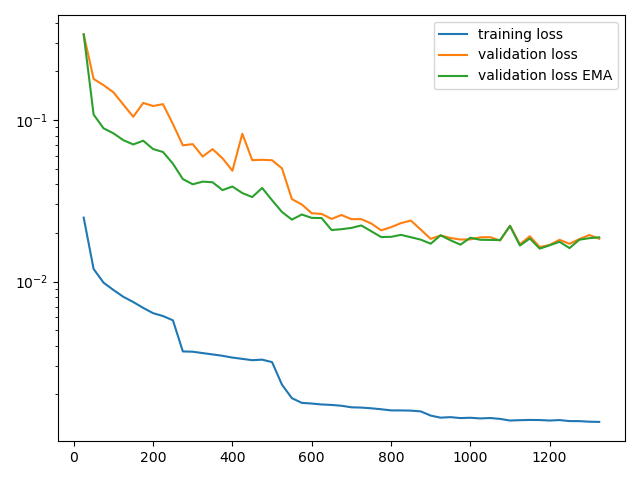 training loss
validation loss
validation loss EMA
10⁻¹
10⁻²
0 200 400 600 800 1000 1200